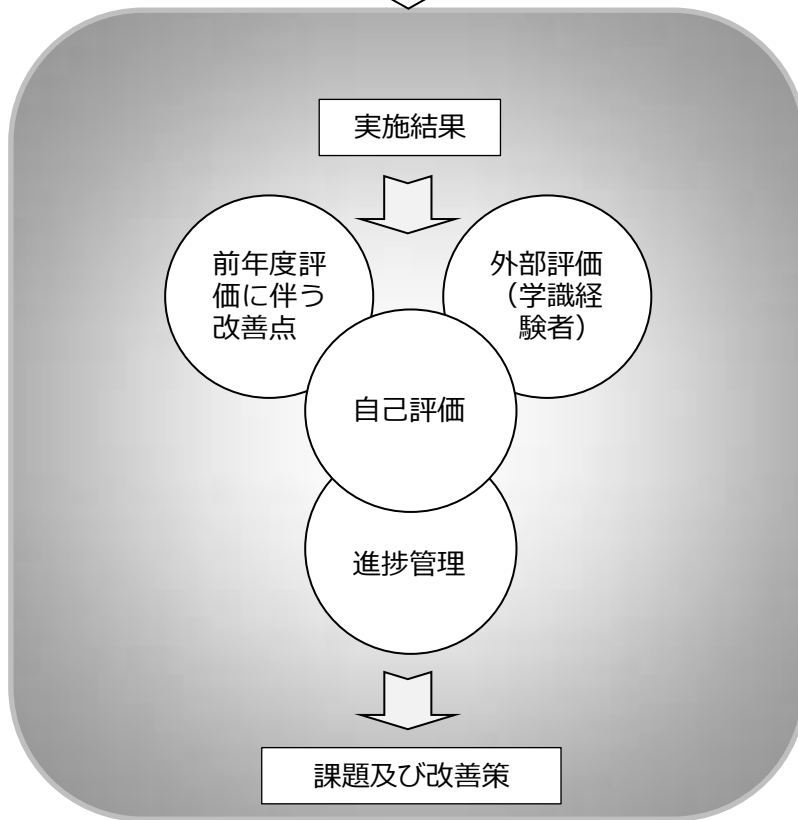 実施結果
前年度評
価に伴う
改善点
外部評価
（学識経
験者）
自己評価
進捗管理
課題及び改善策